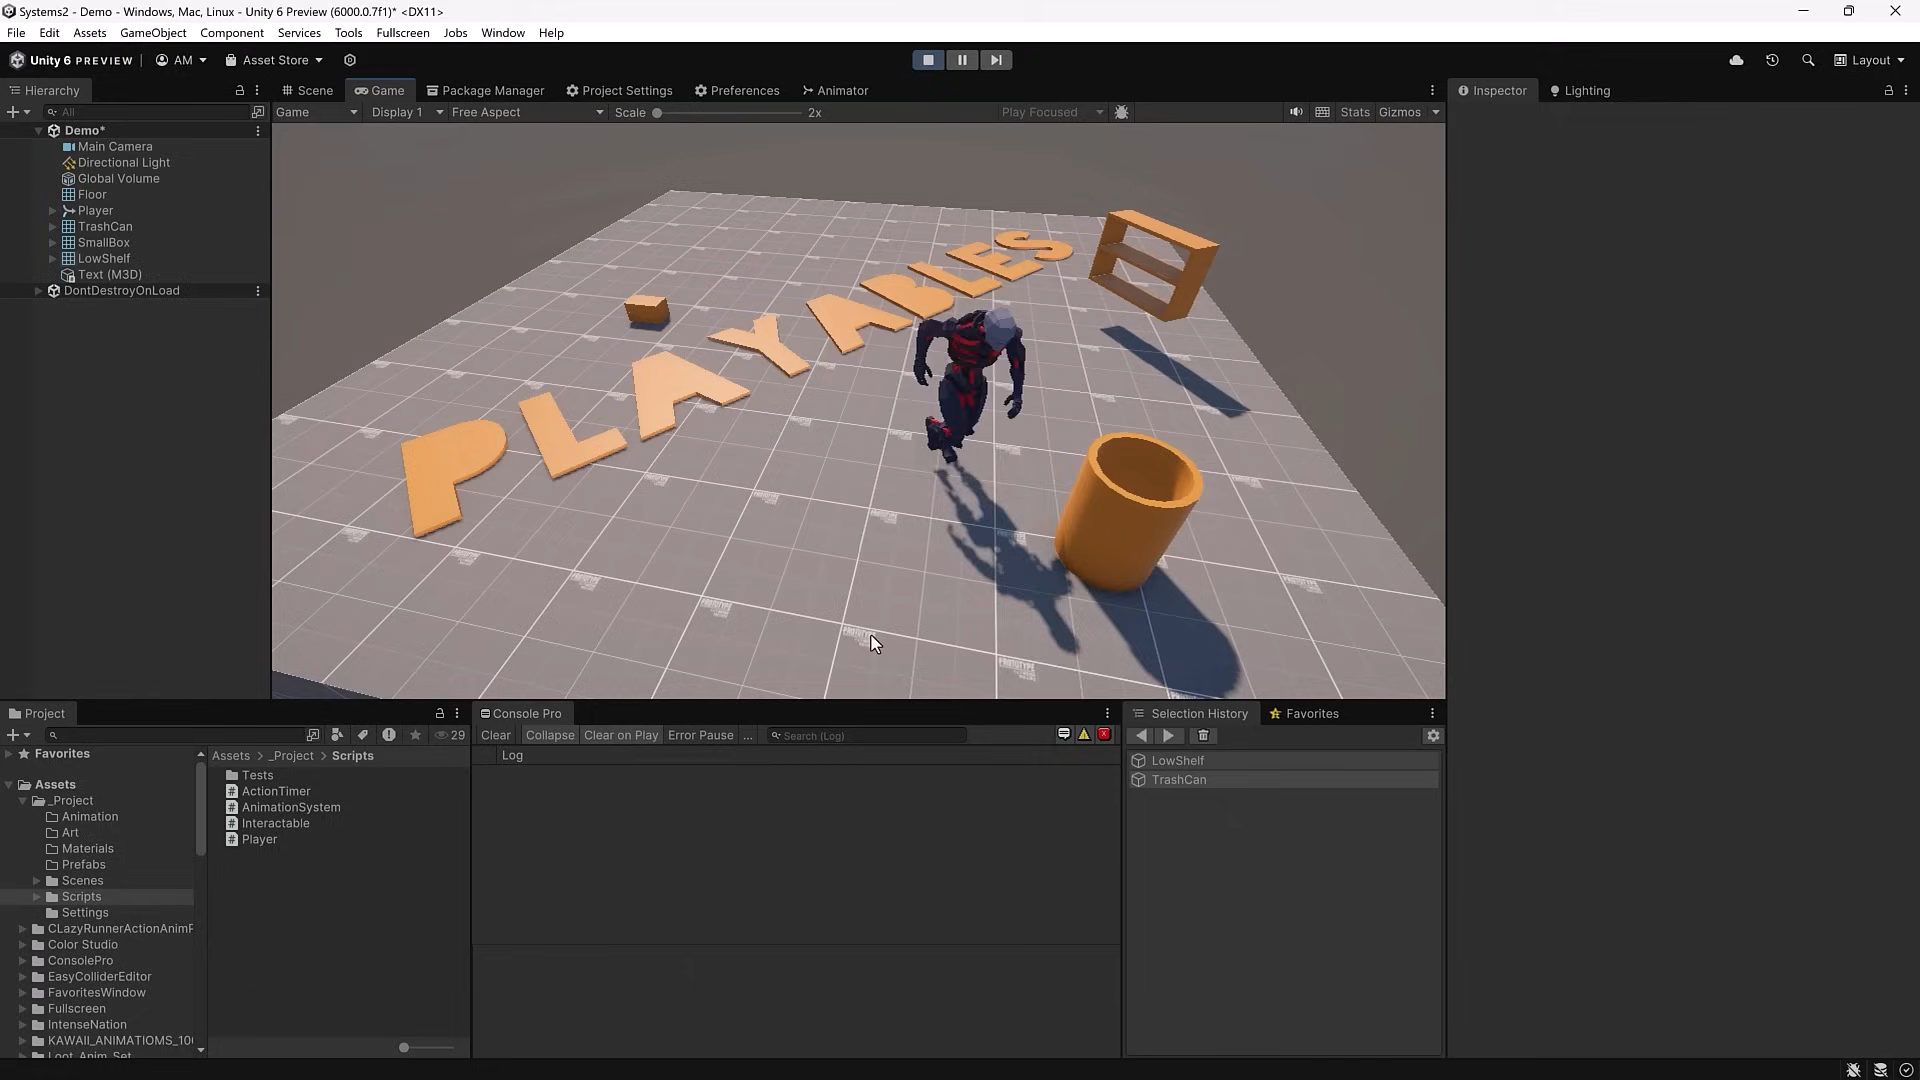 Systems2 - Demo - Windows, Mac, Linux - Unity 6 Preview (6000.0.7f1)* <DX11>
File Edit Assets GameObject Component Services Tools Fullscreen Jobs Window Help
Unity 6 PREVIEW AM Asset Store Layout
Hierarchy Scene Game Package Manager Project Settings Preferences Animator Inspector Lighting
All Game Display 1 Free Aspect Scale 2x Play Focused Stats Gizmos
Demo*
Main Camera
Directional Light
Global Volume
Floor
Player
TrashCan
SmallBox
LowShelf
Text (M3D)
DontDestroyOnLoad
PLAYABLES
Project Console Pro Selection History Favorites
29 Clear Collapse Clear on Play Error Pause ... Search (Log)
Favorites
Assets
_Project
Animation
Art
Materials
Prefabs
Scenes
Scripts
Settings
CLazyRunnerActionAnimP
Color Studio
ConsolePro
EasyColliderEditor
FavoritesWindow
Fullscreen
IntenseNation
KAWAII_ANIMATIOMS_10
Loot_Anim_Set
Assets > _Project > Scripts
Tests
ActionTimer
AnimationSystem
Interactable
Player
Log
LowShelf
TrashCan